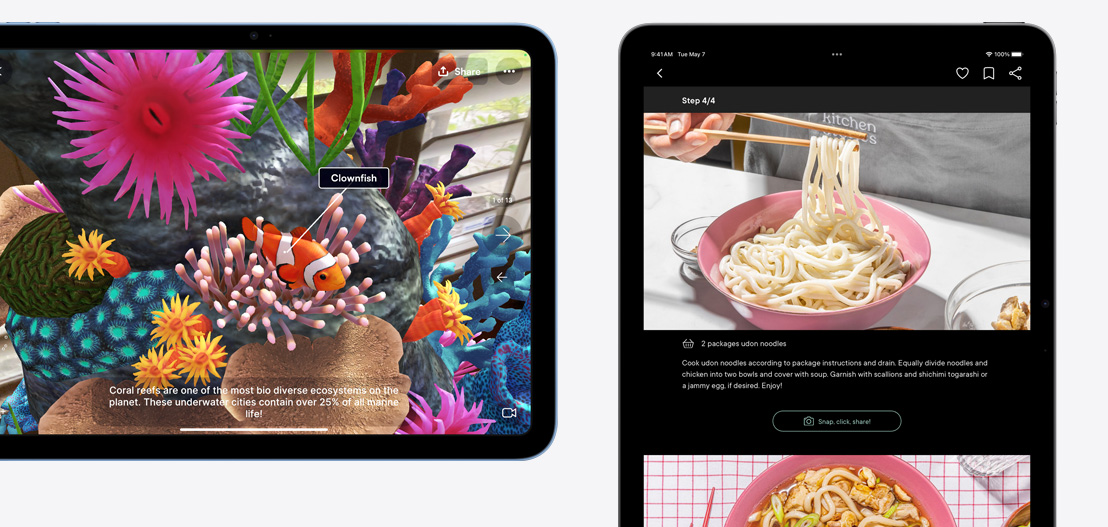 Share
Clownfish
1 of 13
Coral reefs are one of the most bio diverse ecosystems on the
planet. These underwater cities contain over 25% of all marine
life!
9:41 AM Tue May 7
100%
Step 4/4
kitchen
2 packages udon noodles
Cook udon noodles according to package instructions and drain. Equally divide noodles and
chicken into two bowls and cover with soup. Garnish with scallions and shichimi togarashi or
a jammy egg, if desired. Enjoy!
Snap, click, share!